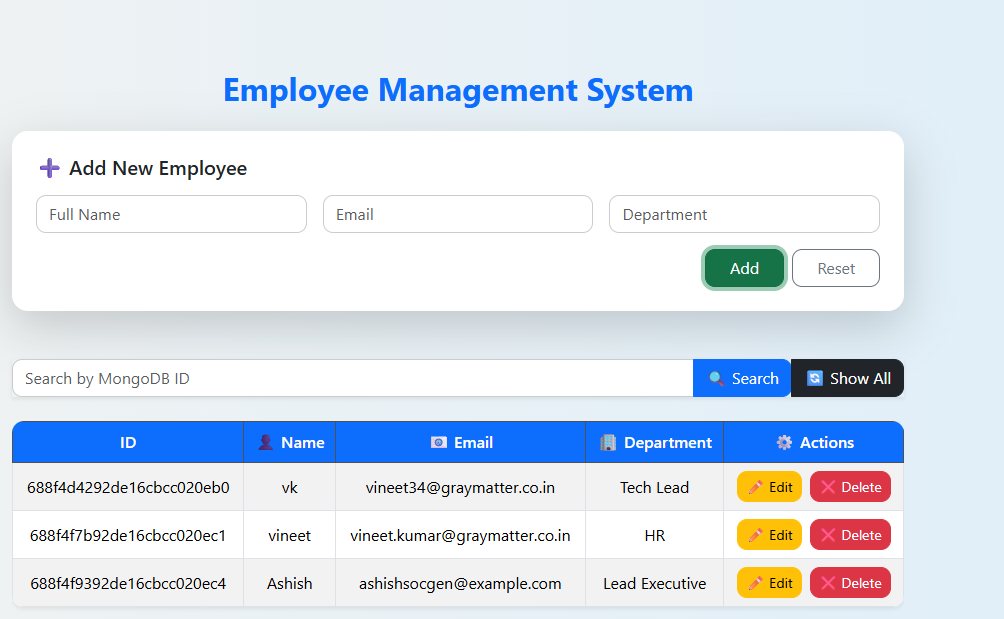 Employee Management System
Add New Employee
Full Name Email Department
Add Reset
Search by MongoDB ID Search Show All
ID Name Email Department Actions
688f4d4292de16cbcc020eb0 vk vineet34@graymatter.co.in Tech Lead Edit Delete
688f4f7b92de16cbcc020ec1 vineet vineet.kumar@graymatter.co.in HR Edit Delete
688f4f9392de16cbcc020ec4 Ashish ashishsocgen@example.com Lead Executive Edit Delete